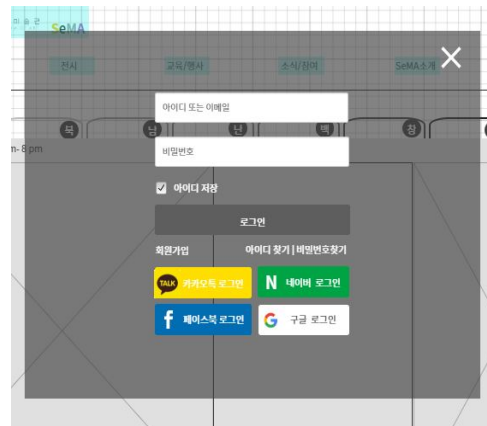 SeMA
전시 교육/행사 소식/참여 SeMA소개
아이디 또는 이메일
북 남 난 백 창
m- 8 pm
비밀번호
아이디 저장
로그인
회원가입 아이디 찾기 | 비밀번호찾기
TALK 카카오톡 로그인 N 네이버 로그인
f 페이스북 로그인 G 구글 로그인